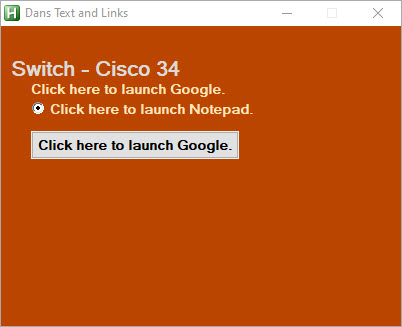 Dans Text and Links
Switch - Cisco 34
Click here to launch Google.
Click here to launch Notepad.
Click here to launch Google.